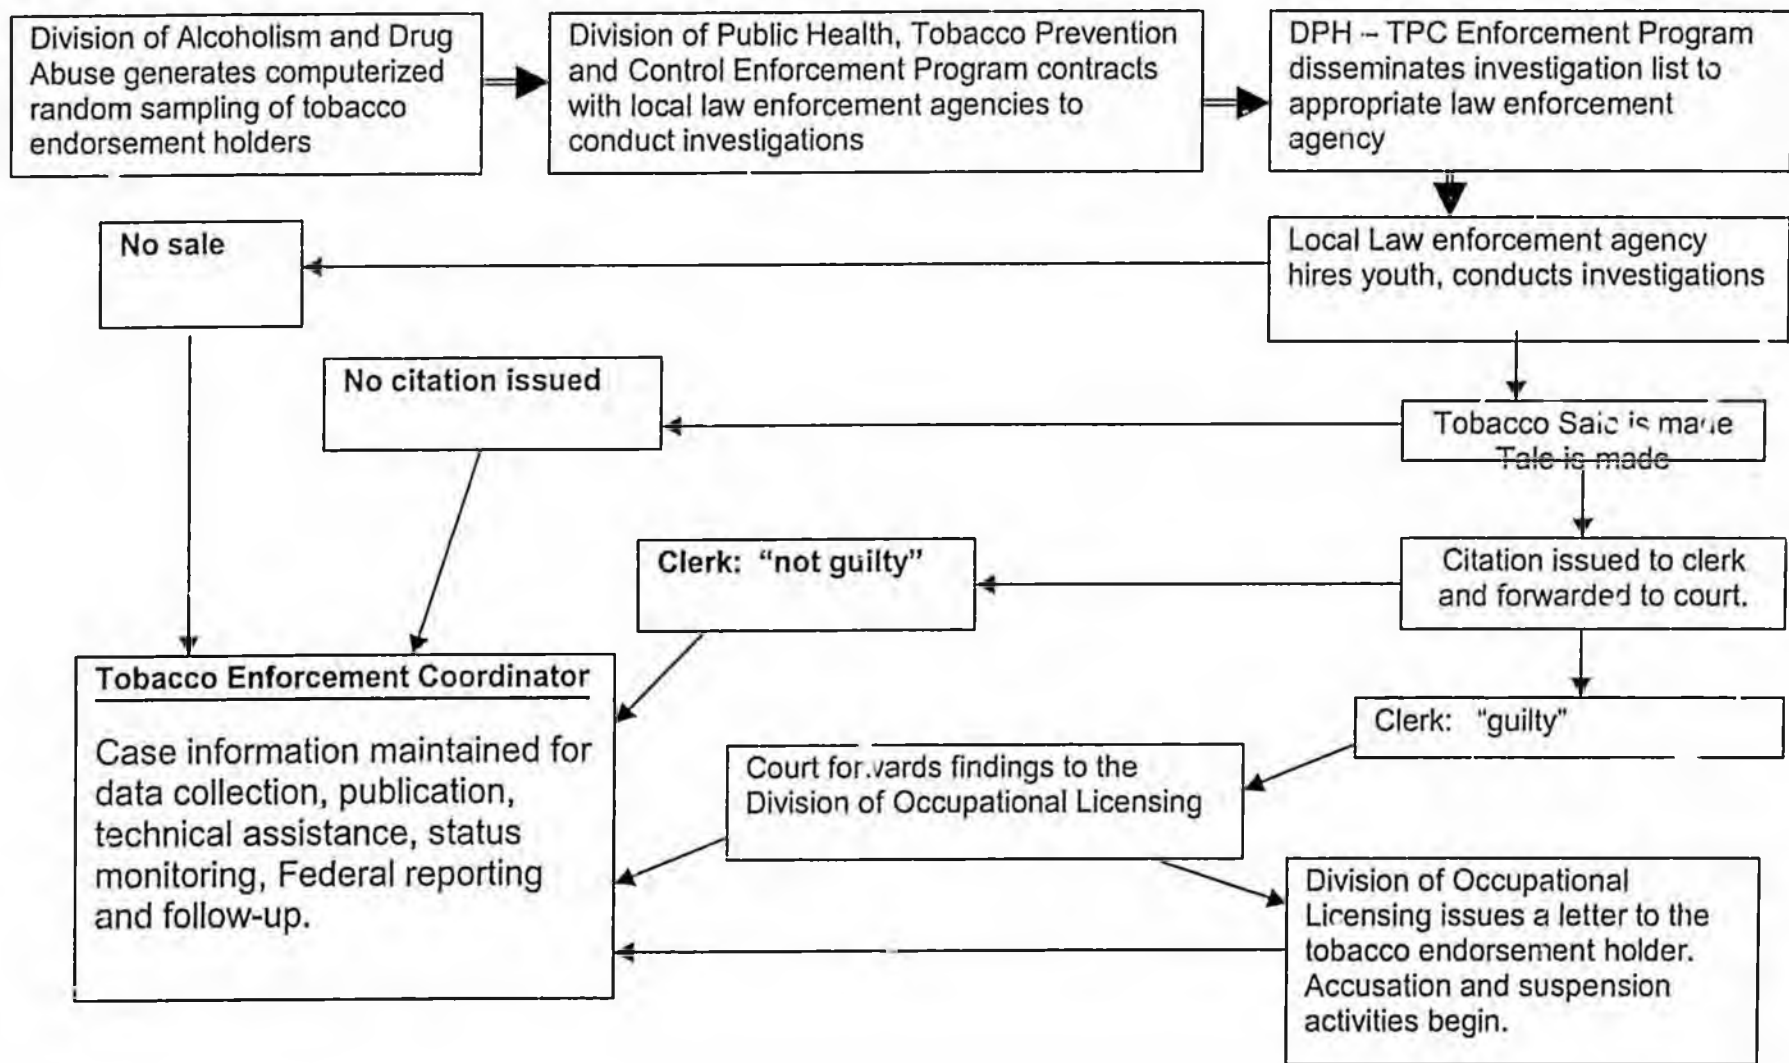 Division of Alcoholism and Drug
Abuse generates computerized
random sampling of tobacco
endorsement holders
Division of Public Health, Tobacco Prevention
and Control Enforcement Program contracts
with local law enforcement agencies to
conduct investigations
DPH – TPC Enforcement Program
disseminates investigation list to
appropriate law enforcement
agency
No sale
Local Law enforcement agency
hires youth, conducts investigations
No citation issued
Tobacco is made
is made
Clerk: “not guilty”
Citation issued to clerk
and forwarded to court.
Tobacco Enforcement Coordinator
Case information maintained for
data collection, publication,
technical assistance, status
monitoring, Federal reporting
and follow-up.
Clerk: "guilty"
Court forwards findings to the
Division of Occupational Licensing
Division of Occupational
Licensing issues a letter to the
tobacco endorsement holder.
Accusation and suspension
activities begin.